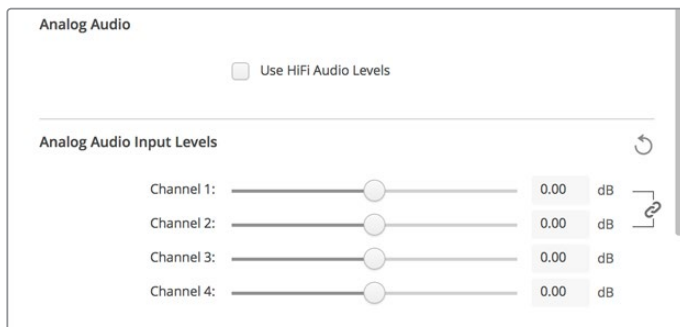 Analog Audio
Use HiFi Audio Levels
Analog Audio Input Levels
Channel 1: 0.00 dB
Channel 2: 0.00 dB
Channel 3: 0.00 dB
Channel 4: 0.00 dB